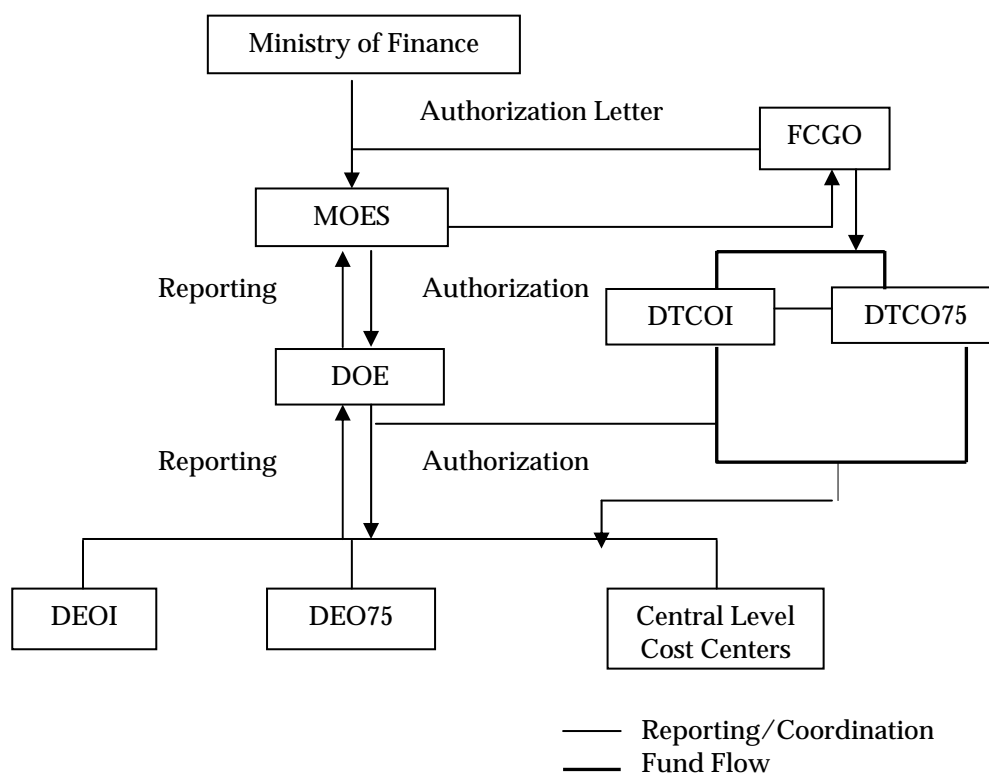 Ministry of Finance
Authorization Letter
FCGO
MOES
Reporting
Authorization
DTCOI
DTCO75
DOE
Reporting
Authorization
DEOI
DEO75
Central Level
Cost Centers
Reporting/Coordination
Fund Flow